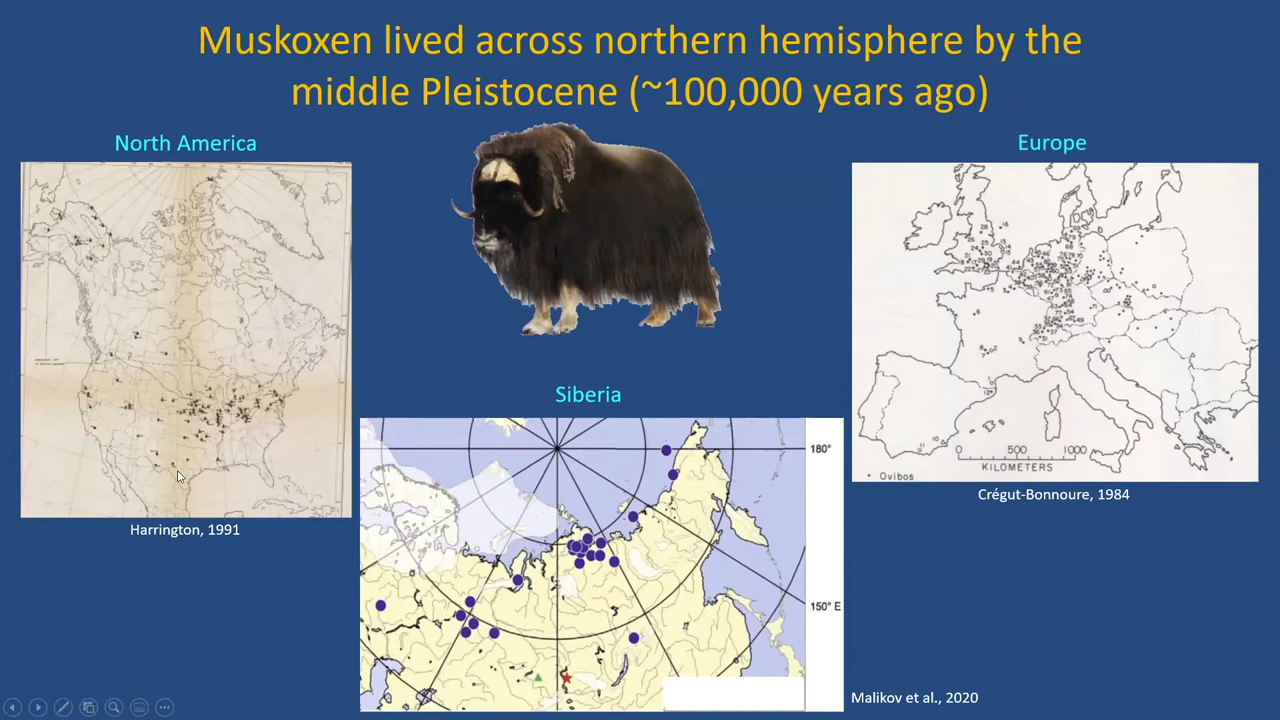 Muskoxen lived across northern hemisphere by the
middle Pleistocene (~100,000 years ago)
North America
Europe
Siberia
180°
150° E
0 500 1000
KILOMETERS
• Ovibos
Harrington, 1991
Crégut-Bonnoure, 1984
Malikov et al., 2020